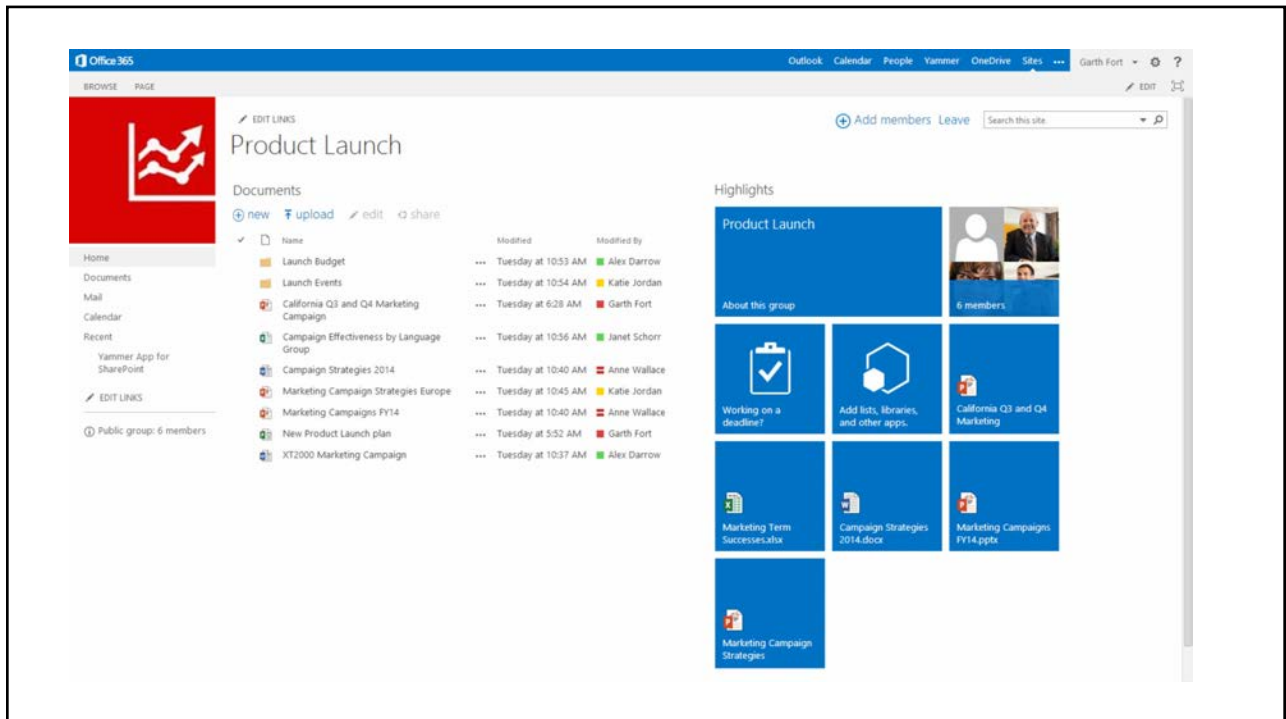 Office 365
Outlook Calendar People Yammer OneDrive Sites ••• Garth Fort ?
BROWSE PAGE
EDIT
EDIT LINKS
Add members Leave
Search this site
Product Launch
Home
Documents
Mail
Calendar
Recent
Yammer App for
SharePoint
EDIT LINKS
Public group: 6 members
Documents
new upload edit share
Name Modified Modified By
Launch Budget ••• Tuesday at 10:53 AM Alex Darrow
Launch Events ••• Tuesday at 10:54 AM Katie Jordan
California Q3 and Q4 Marketing ••• Tuesday at 6:28 AM Garth Fort
Campaign
Campaign Effectiveness by Language ••• Tuesday at 10:56 AM Janet Schorr
Group
Campaign Strategies 2014 ••• Tuesday at 10:40 AM Anne Wallace
Marketing Campaign Strategies Europe ••• Tuesday at 10:45 AM Katie Jordan
Marketing Campaigns FY14 ••• Tuesday at 10:40 AM Anne Wallace
New Product Launch plan ••• Tuesday at 5:52 AM Garth Fort
XT2000 Marketing Campaign ••• Tuesday at 10:37 AM Alex Darrow
Highlights
Product Launch
About this group
6 members
Working on a
deadline?
Add lists, libraries,
and other apps.
California Q3 and Q4
Marketing
Marketing Term
Successes.xlsx
Campaign Strategies
2014.docx
Marketing Campaigns
FY14.pptx
Marketing Campaign
Strategies